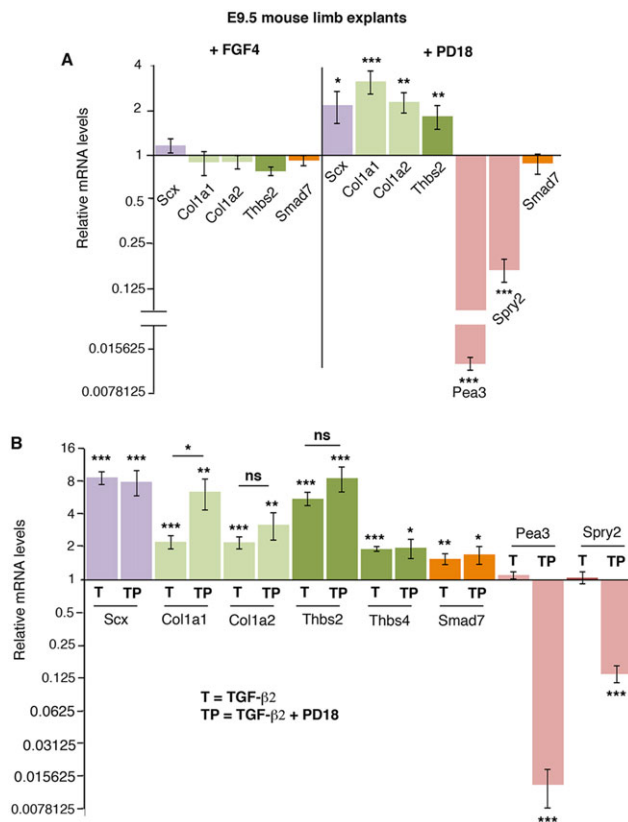 E9.5 mouse limb explants
+ FGF4
+ PD18
A
Relative mRNA levels
4
2
1
0.5
0.25
0.125
0.015625
0.0078125
Scx
Col1a1
Col1a2
Thbs2
Smad7
*
***
**
**
Scx
Col1a1
Col1a2
Thbs2
***
Pea3
***
Spry2
Smad7
B
Relative mRNA levels
16
8
4
2
1
0.5
0.25
0.125
0.0625
0.03125
0.015625
0.0078125
*** *** *** * ** *** ns ** *** ns *** *** * ** *
T TP T TP T TP T TP T TP T TP
Scx Col1a1 Col1a2 Thbs2 Thbs4 Smad7
Pea3 Spry2
T TP T TP
***
***
T = TGF-β2
TP = TGF-β2 + PD18